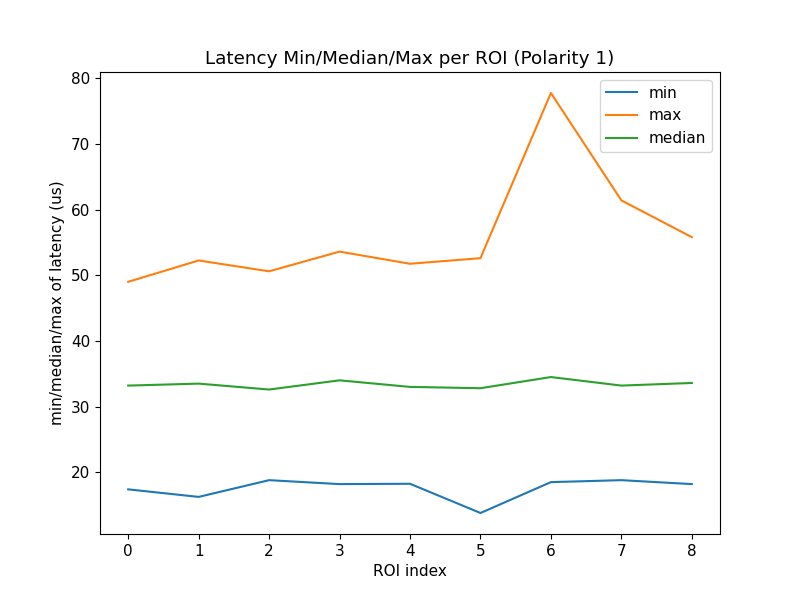 Latency Min/Median/Max per ROI (Polarity 1)
min
max
median
min/median/max of latency (us)
80
70
60
50
40
30
20
0 1 2 3 4 5 6 7 8
ROI index